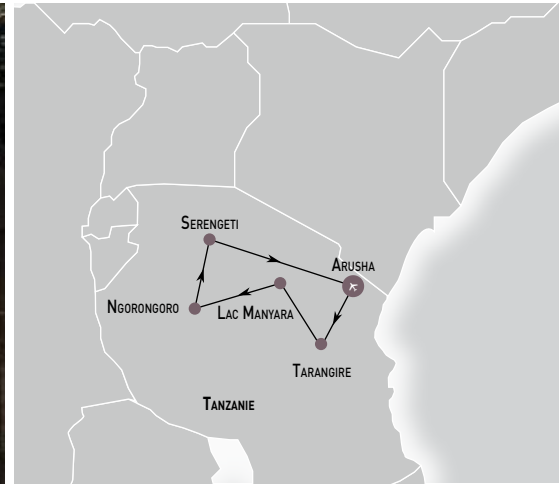 Serengeti
Arusha
Ngorongoro
Lac Manyara
Tarangire
Tanzanie